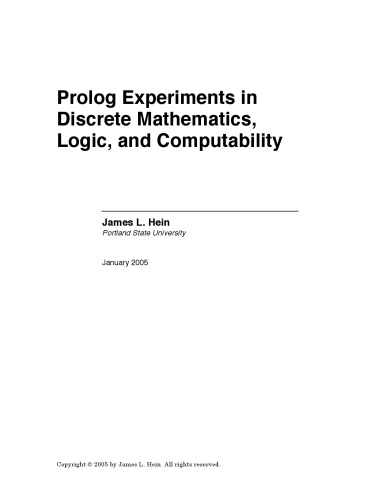 Prolog Experiments in
Discrete Mathematics,
Logic, and Computability
James L. Hein
Portland State University
January 2005
Copyright © 2005 by James L. Hein. All rights reserved.